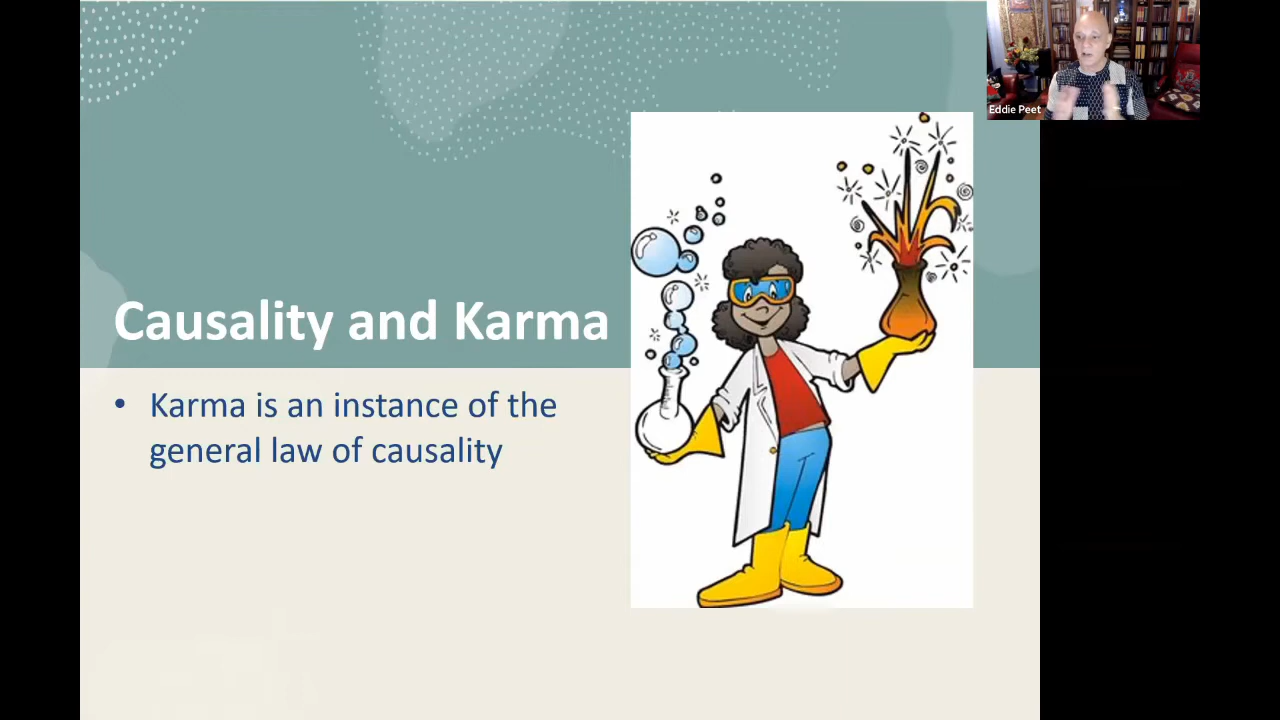 Eddie Peet
Causality and Karma
• Karma is an instance of the
general law of causality